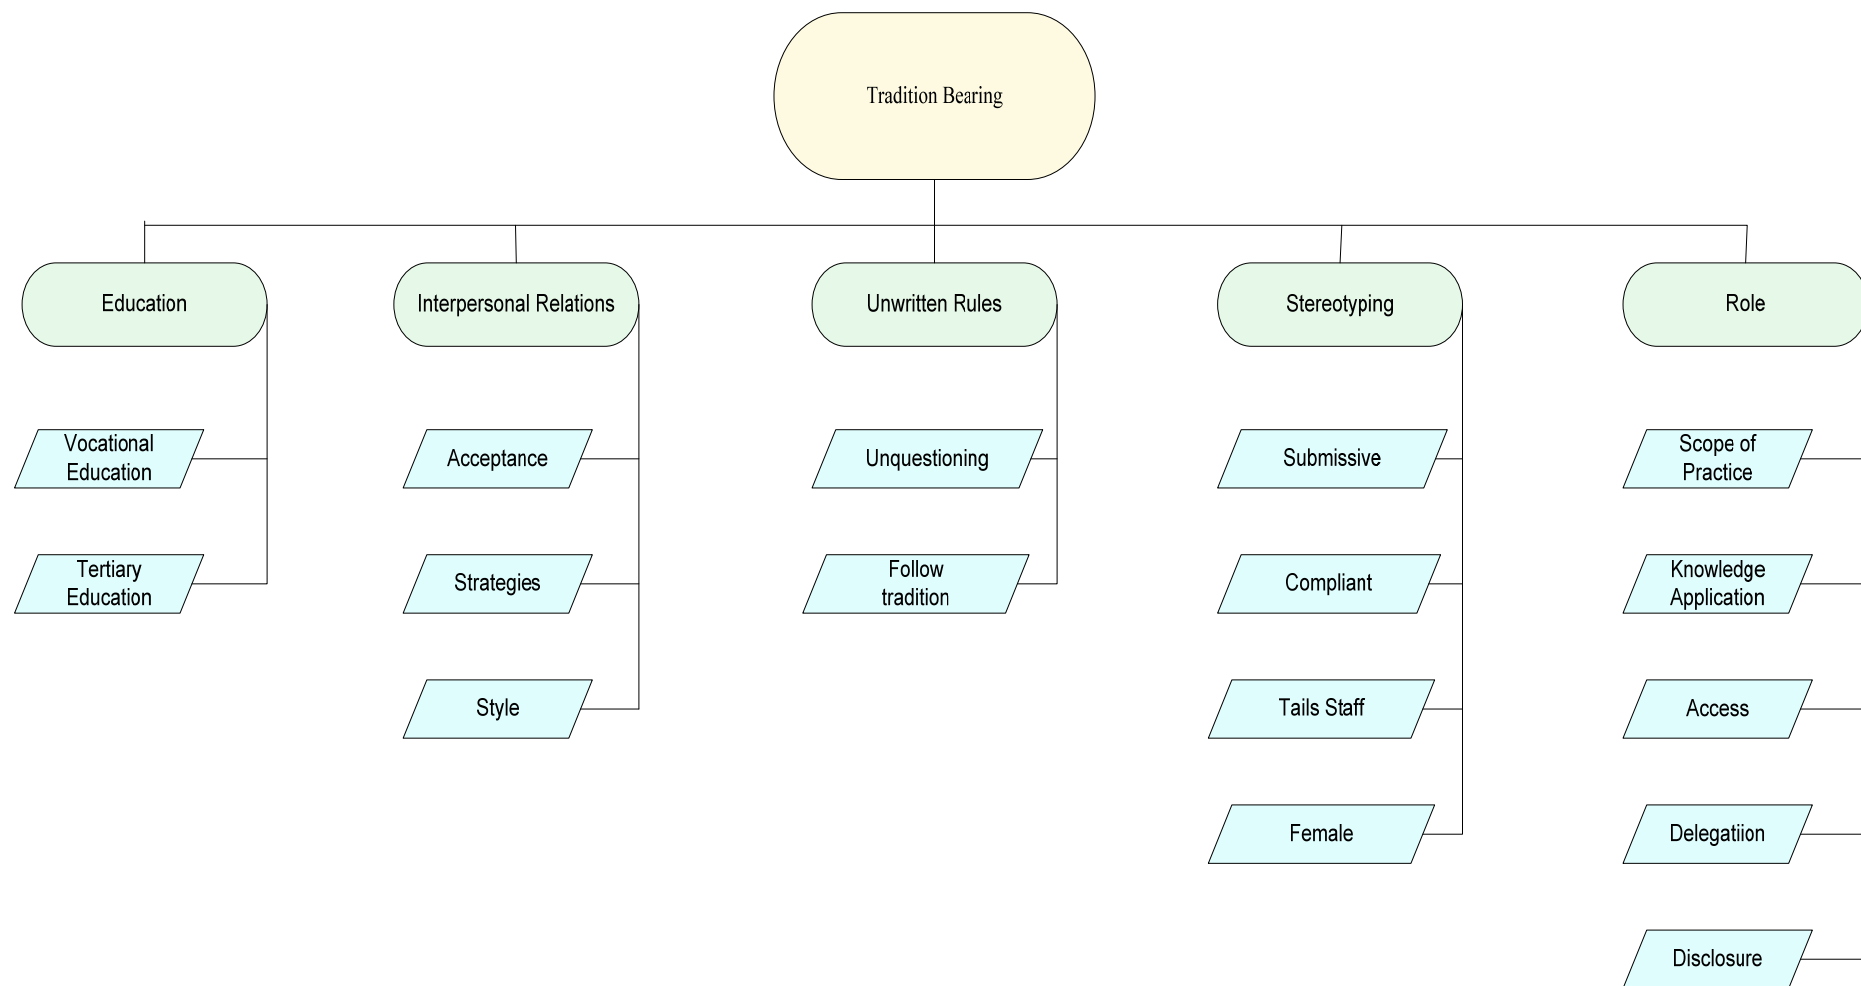 Tradition Bearing
Education
Interpersonal Relations
Unwritten Rules
Stereotyping
Role
Vocational
Education
Acceptance
Unquestioning
Submissive
Scope of
Practice
Tertiary
Education
Strategies
Follow
tradition
Compliant
Knowledge
Application
Style
Tails Staff
Access
Female
Delegatiion
Disclosure